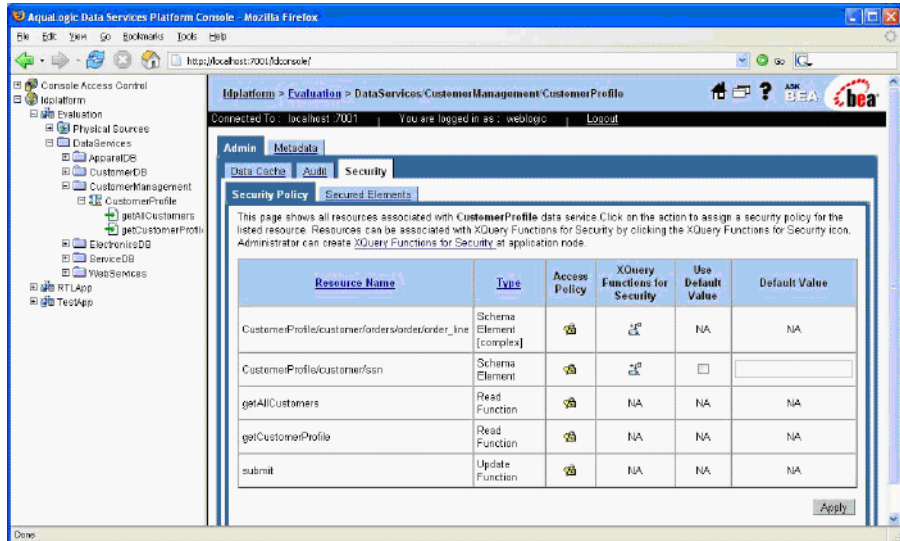 AquaLogic Data Services Platform Console - Mozilla Firefox
File Edit View Go Bookmarks Tools Help
http://localhost:7001/ldconsole/
Go
Console Access Control
ldplatform
Evaluation
Physical Sources
DataServices
ApparelDB
CustomerDB
CustomerManagement
CustomerProfile
getAllCustomers
getCustomerProfil
ElectronicsDB
ServiceDB
WebServices
RTLApp
TestApp
ldplatform > Evaluation > DataServices/CustomerManagement/CustomerProfile
ASK BEA
bea
Connected To : localhost :7001 You are logged in as : weblogic Logout
Admin Metadata
Data Cache Audit Security
Security Policy Secured Elements
This page shows all resources associated with CustomerProfile data service.Click on the action to assign a security policy for the
listed resource. Resources can be associated with XQuery Functions for Security by clicking the XQuery Functions for Security icon.
Administrator can create XQuery Functions for Security at application node.
Resource Name Type Access Policy XQuery Functions for Security Use Default Value Default Value
CustomerProfile/customer/orders/order/order_line Schema Element [complex] NA NA
CustomerProfile/customer/ssn Schema Element
getAllCustomers Read Function NA NA NA
getCustomerProfile Read Function NA NA NA
submit Update Function NA NA NA
Apply
Done